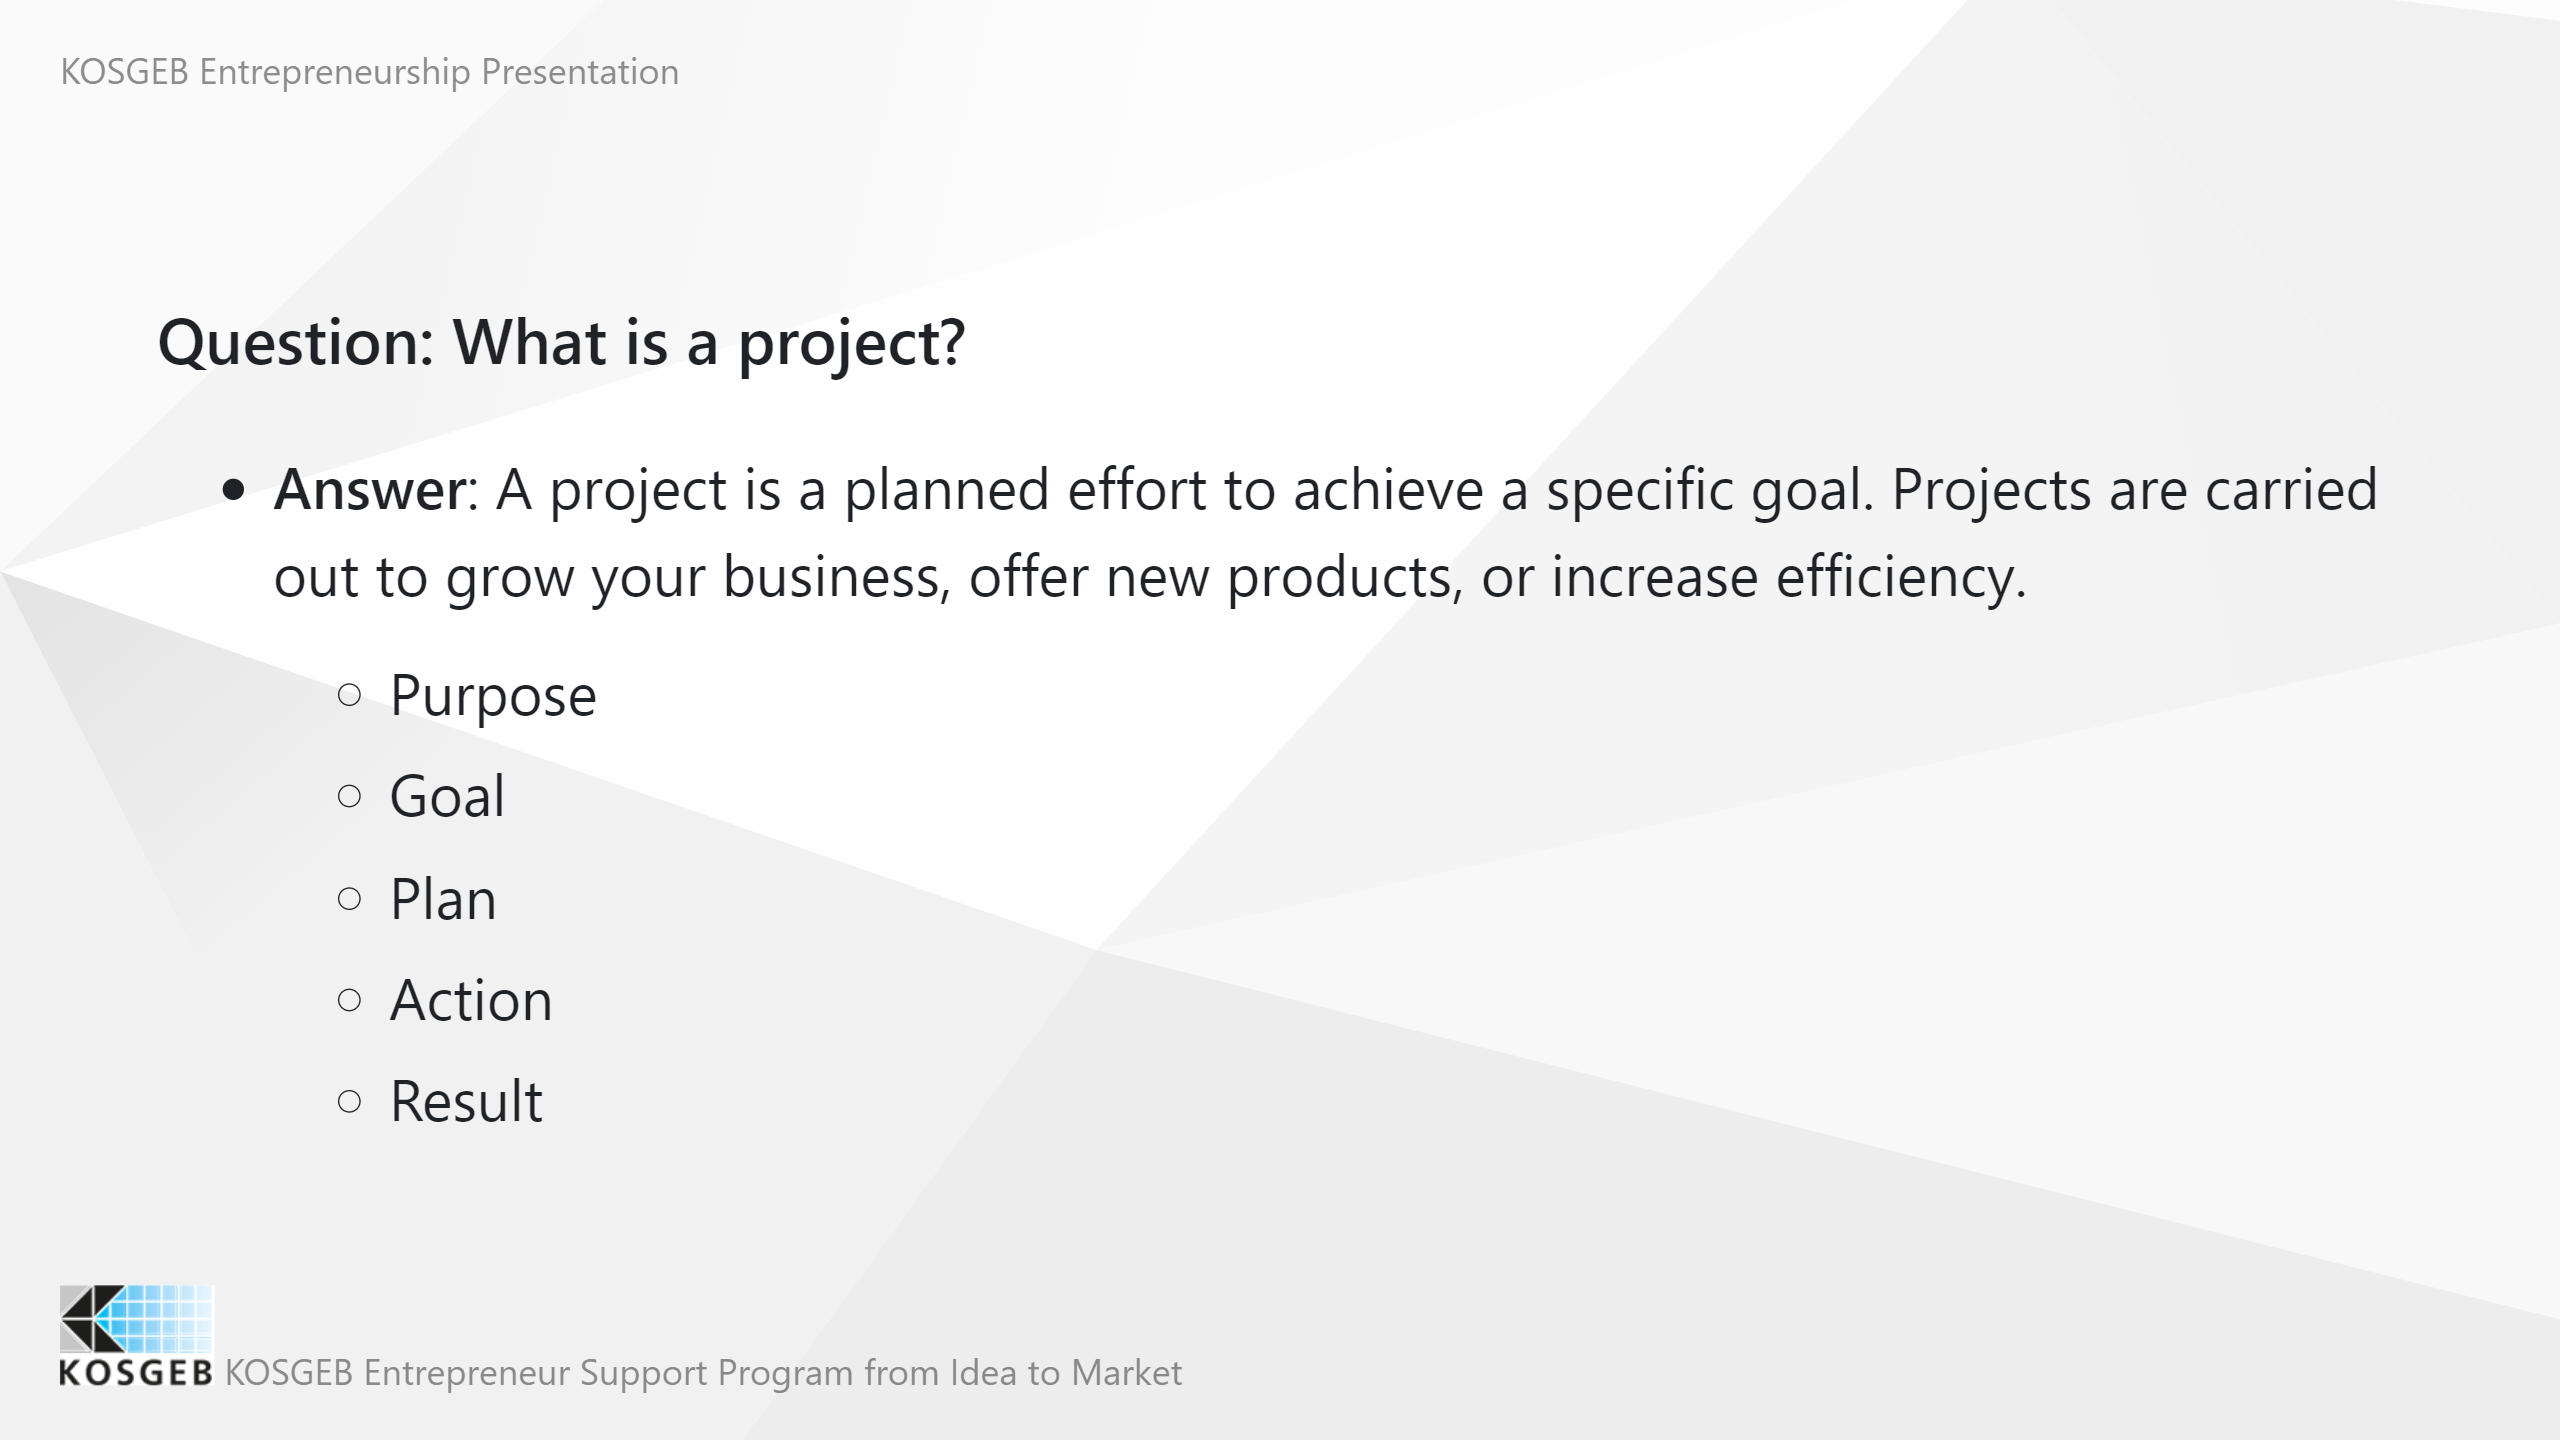 KOSGEB Entrepreneurship Presentation
Question: What is a project?
• Answer: A project is a planned effort to achieve a specific goal. Projects are carried
out to grow your business, offer new products, or increase efficiency.
○ Purpose
○ Goal
○ Plan
○ Action
○ Result
KOSGEB KOSGEB Entrepreneur Support Program from Idea to Market